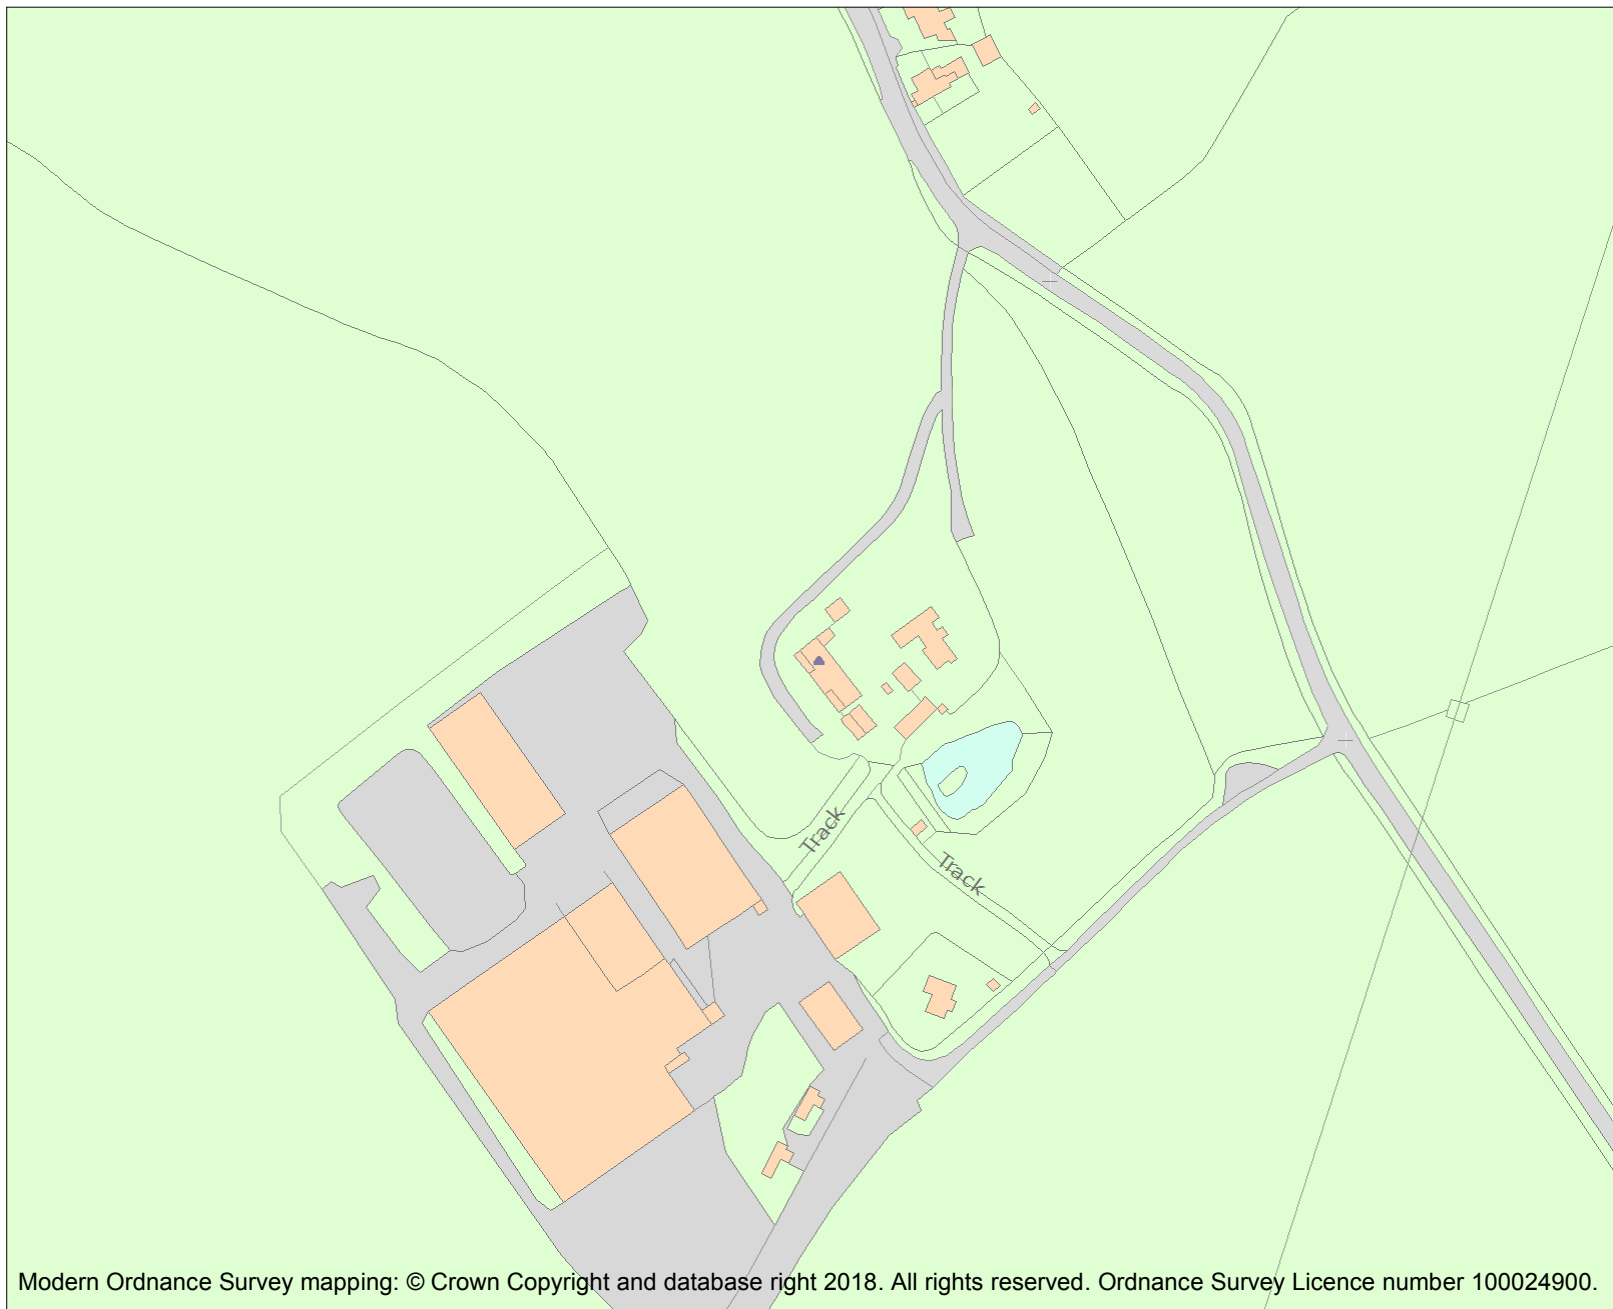 Track
Track
Modern Ordnance Survey mapping: © Crown Copyright and database right 2018. All rights reserved. Ordnance Survey Licence number 100024900.